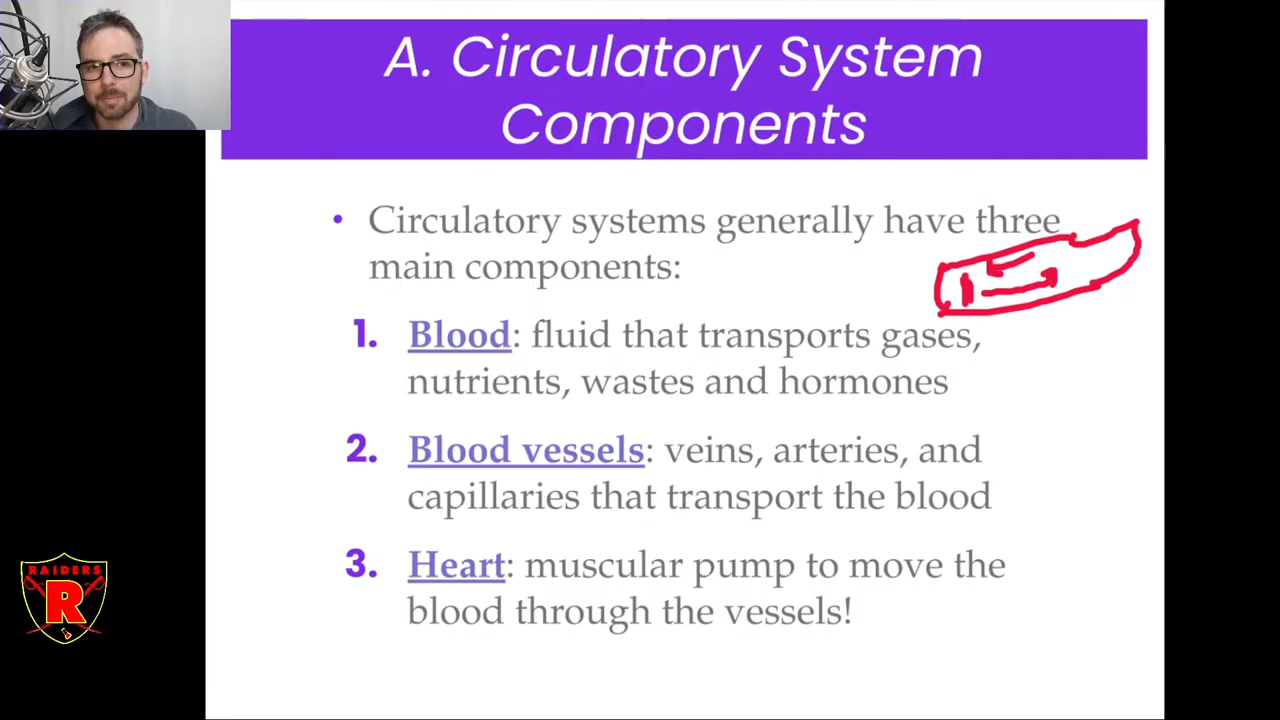 A. Circulatory System
Components
• Circulatory systems generally have three
main components:
1. Blood: fluid that transports gases,
nutrients, wastes and hormones
2. Blood vessels: veins, arteries, and
capillaries that transport the blood
3. Heart: muscular pump to move the
blood through the vessels!
RAIDERS
R